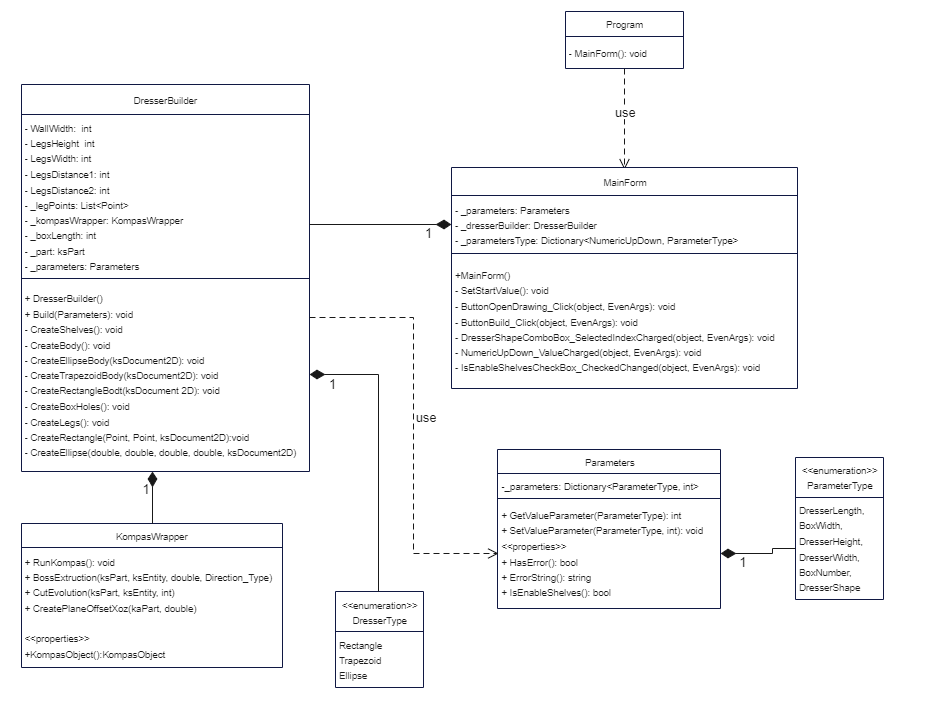 Program
- MainForm(): void
use
DresserBuilder
- WallWidth:  int
- LegsHeight  int
- LegsWidth: int
- LegsDistance1: int
- LegsDistance2: int
- _legPoints: List<Point>
- _kompasWrapper: KompasWrapper
- _boxLength: int
- _part: ksPart
- _parameters: Parameters
+ DresserBuilder()
+ Build(Parameters): void
- CreateShelves(): void
- CreateBody(): void
- CreateEllipseBody(ksDocument2D): void
- CreateTrapezoidBody(ksDocument2D): void
- CreateRectangleBodt(ksDocument 2D): void
- CreateBoxHoles(): void
- CreateLegs(): void
- CreateRectangle(Point, Point, ksDocument2D):void
- CreateEllipse(double, double, double, double, ksDocument2D)
1
MainForm
- _parameters: Parameters
- _dresserBuilder: DresserBuilder
- _parametersType: Dictionary<NumericUpDown, ParameterType>
+MainForm()
- SetStartValue(): void
- ButtonOpenDrawing_Click(object, EvenArgs): void
- ButtonBuild_Click(object, EvenArgs): void
- DresserShapeComboBox_SelectedIndexCharged(object, EvenArgs): void
- NumericUpDown_ValueCharged(object, EvenArgs): void
- IsEnableShelvesCheckBox_CheckedChanged(object, EvenArgs): void
1
use
1
Parameters
-_parameters: Dictionary<ParameterType, int>
+ GetValueParameter(ParameterType): int
+ SetValueParameter(ParameterType, int): void
<<properties>>
+ HasError(): bool
+ ErrorString(): string
+ IsEnableShelves(): bool
1
<<enumeration>>
ParameterType
DresserLength,
BoxWidth,
DresserHeight,
DresserWidth,
BoxNumber,
DresserShape
1
KompasWrapper
+ RunKompas(): void
+ BossExtruction(ksPart, ksEntity, double, Direction_Type)
+ CutEvolution(ksPart, ksEntity, int)
+ CreatePlaneOffsetXoz(kaPart, double)
<<properties>>
+KompasObject():KompasObject
<<enumeration>>
DresserType
Rectangle
Trapezoid
Ellipse